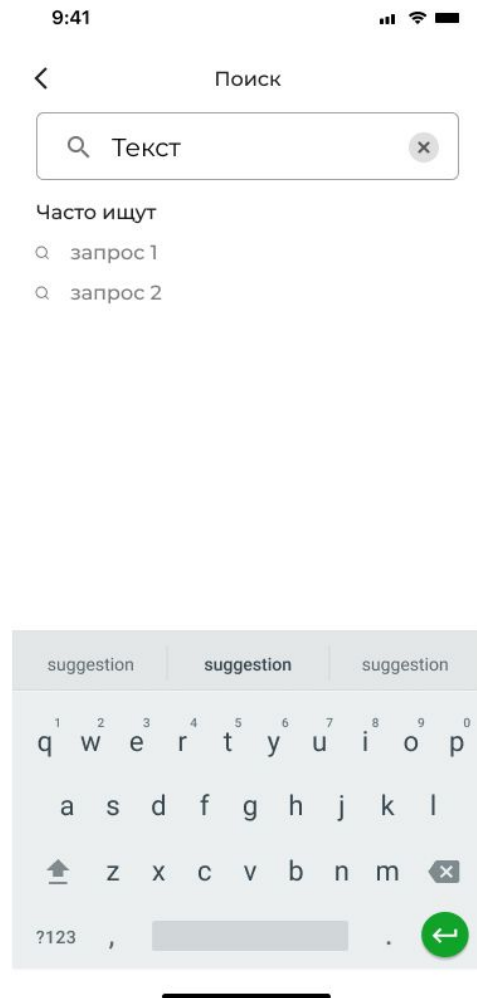 9:41
Поиск
Текст
Часто ищут
запрос 1
запрос 2
suggestion suggestion suggestion
1 2 3 4 5 6 7 8 9 0
q w e r t y u i o p
a s d f g h j k l
z x c v b n m
?123 , .